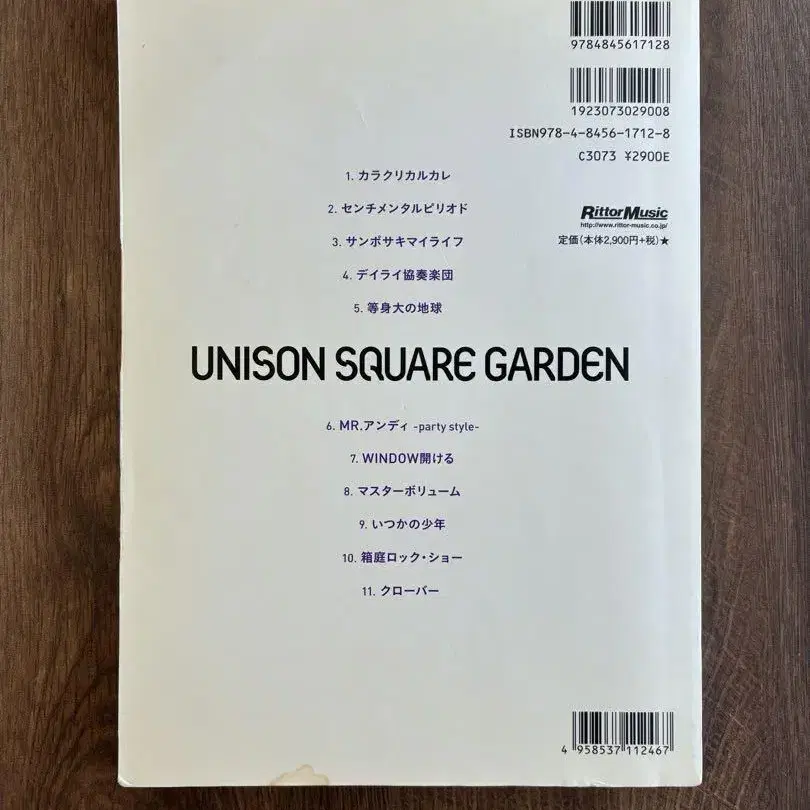 9784845617128
1923073029008
ISBN978-4-8456-1712-8
C3073 ¥2900E
1. カラクリカルカレ
2. センチメンタルピリオド
3. サンポサキマイライフ
4. デイライ協奏楽団
5. 等身大の地球
Rittor Music
http://www.rittor-music.co.jp/
定価(本体2,900円+税)★
UNISON SQUARE GARDEN
6. MR.アンディ -party style-
7. WINDOW開ける
8. マスターボリューム
9. いつかの少年
10. 箱庭ロック・ショー
11. クローバー
4 958537 112467